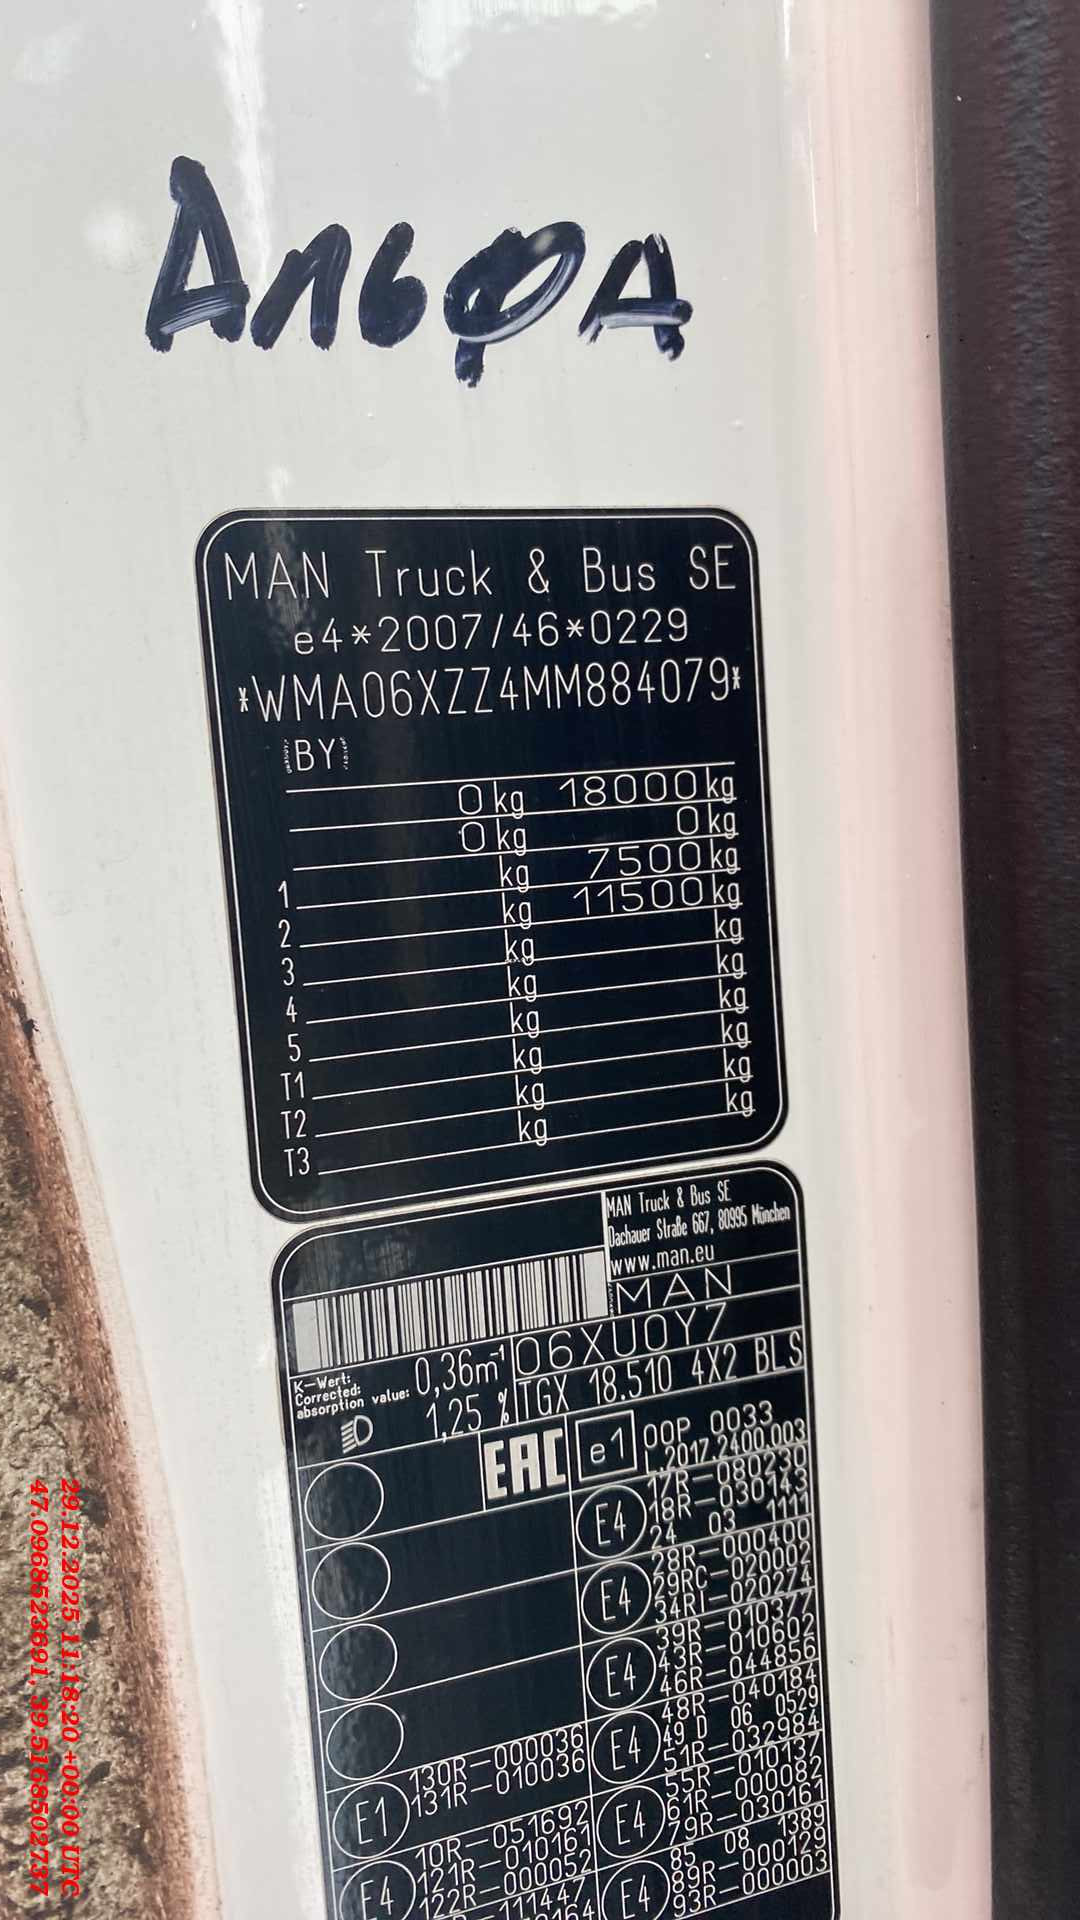 Альфа
MAN Truck & Bus SE
e4*2007/46*0229
*WMA06XZZ4MM884079*
BY
0 kg 18000 kg
0 kg 0 kg
1 kg 7500 kg
2 kg 11500 kg
3 kg kg
4 kg kg
5 kg kg
T1 kg kg
T2 kg kg
T3 kg kg
MAN Truck & Bus SE
Dachauer Straße 667, 80995 München
www.man.eu
MAN
06XU0Y7
TGX 18.510 4X2 BLS
K-Wert:
Corrected:
absorption value:
0,36m⁻¹
1,25 %
EAC
e1
00P 0033
L.2017.2400.003
E4
17R-080230
18R-030143
24 03 1111
E4
28R-000400
29RC-020002
34RI-020274
E4
39R-010377
43R-010602
46R-044856
E4
48R-040184
49 D 06 0529
51R-032984
E4
55R-010137
61R-000082
79R-030161
E4
85 08 1389
89R-000129
93R-000003
E1
130R-000036
131R-010036
E4
10R-051692
121R-010161
122R-000052
-111447
29.12.2025 11:18:20 +00:00 UTC
47.0968523691, 39.5168502737